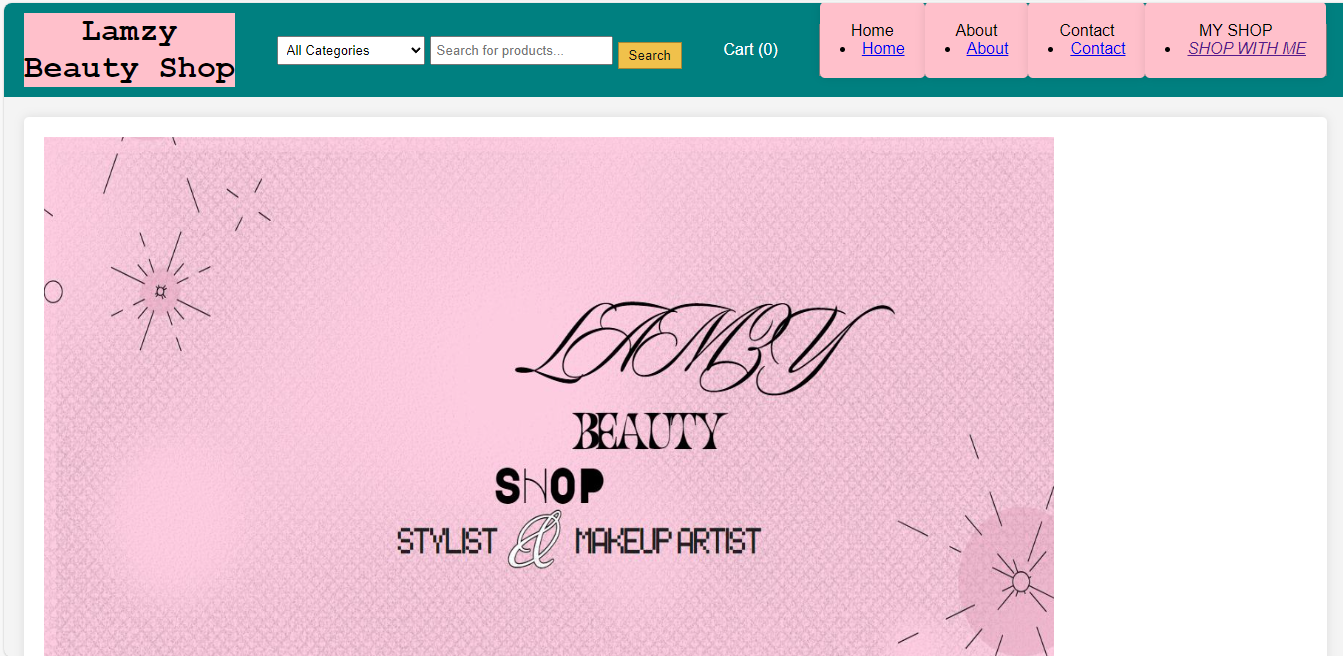 Lamzy
Beauty Shop
All Categories
Search for products...
Search
Cart (0)
Home
Home
About
About
Contact
Contact
MY SHOP
SHOP WITH ME
LAMZY
BEAUTY
SHOP
STYLIST & MAKEUP ARTIST